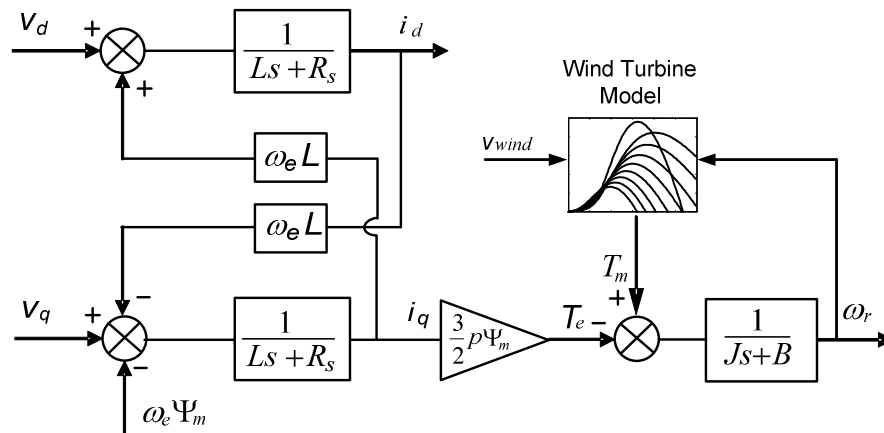 v_d
+
1
Ls + R_s
i_d
+
ω_e L
ω_e L
−
v_q
+
1
Ls + R_s
−
ω_e Ψ_m
i_q
3
2
pΨ_m
T_e
−
Wind Turbine
Model
v_wind
T_m
+
1
Js+B
ω_r